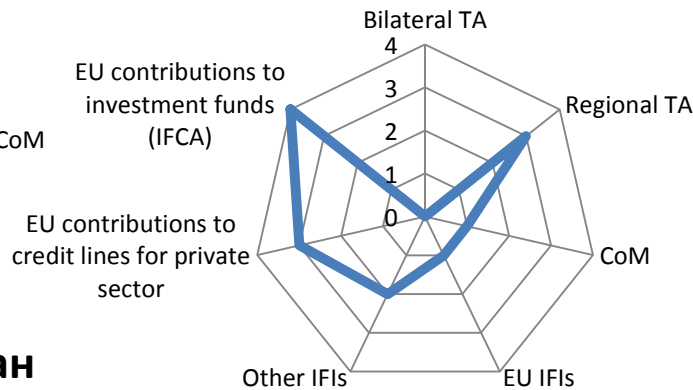 Bilateral TA
4
3
2
1
0
EU contributions to
investment funds
(IFCA)
Regional TA
CoM
EU contributions to
credit lines for private
sector
CoM
Other IFIs
EU IFIs
ан